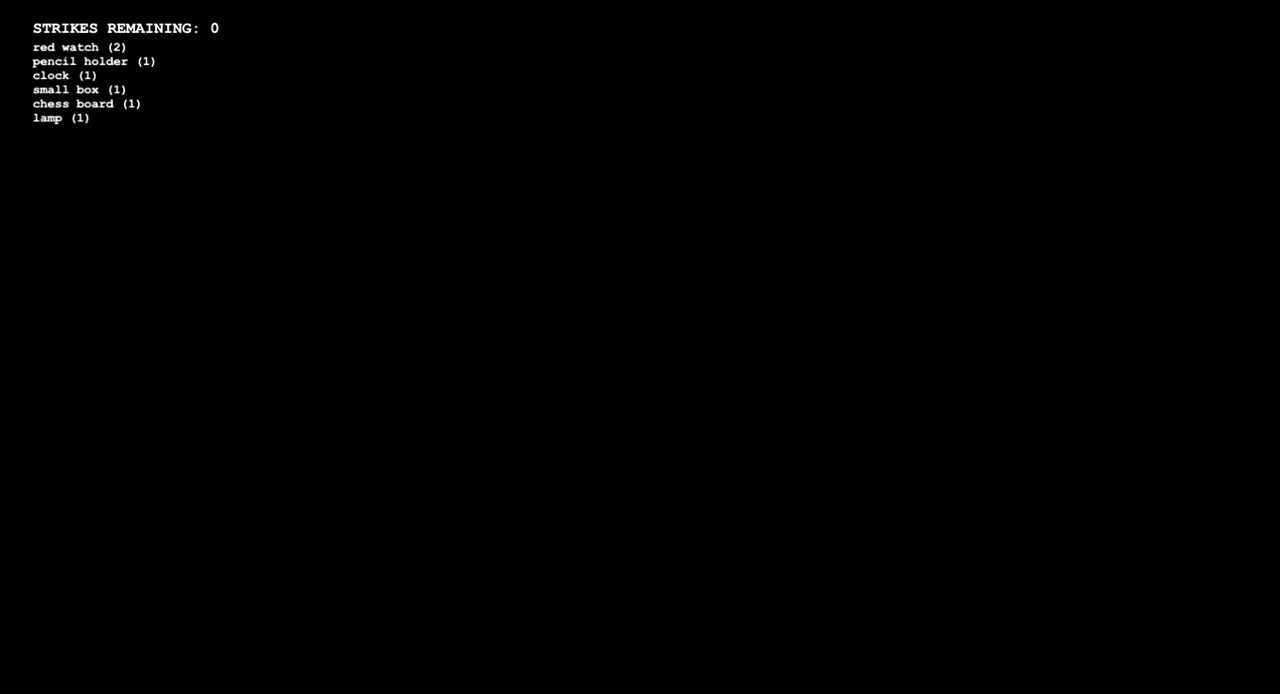 STRIKES REMAINING: 0
red watch (2)
pencil holder (1)
clock (1)
small box (1)
chess board (1)
lamp (1)